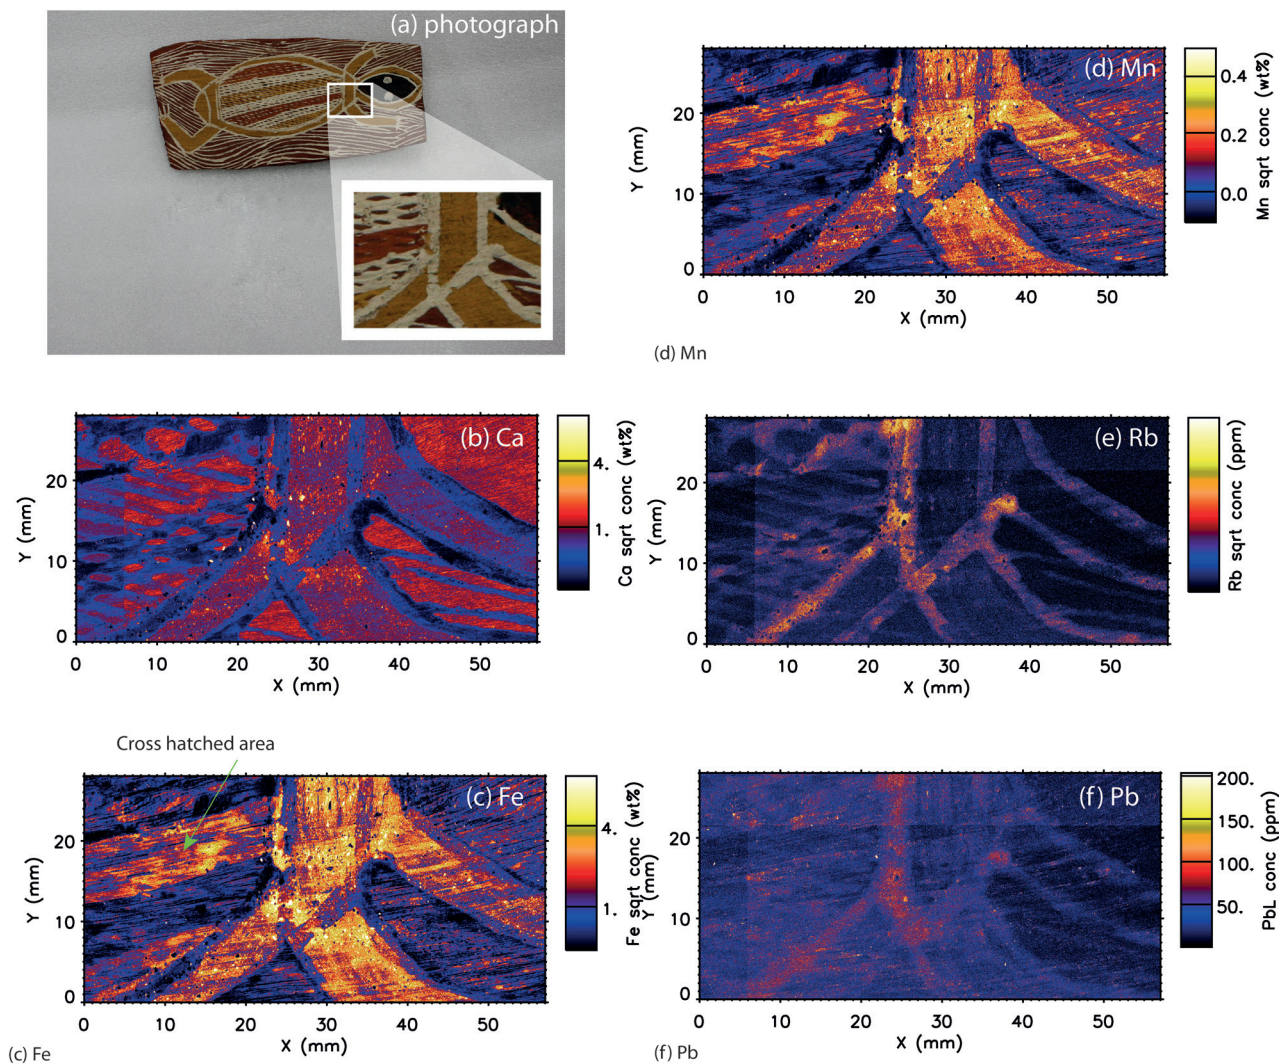 (a) photograph
(d) Mn
Y (mm)
20
10
0
0 10 20 30 40 50
X (mm)
0.4
0.2
0.0
Mn sqrt conc (wt%)
(d) Mn
(b) Ca
Y (mm)
20
10
0
0 10 20 30 40 50
X (mm)
4.
1.
Ca sqrt conc (wt%)
(e) Rb
Y (mm)
20
10
0
0 10 20 30 40 50
X (mm)
Rb sqrt conc (ppm)
Cross hatched area
(c) Fe
Y (mm)
20
10
0
0 10 20 30 40 50
X (mm)
4.
1.
Fe sqrt conc (wt%)
(c) Fe
(f) Pb
Y (mm)
20
10
0
0 10 20 30 40 50
X (mm)
200.
150.
100.
50.
PbL conc (ppm)
(f) Pb